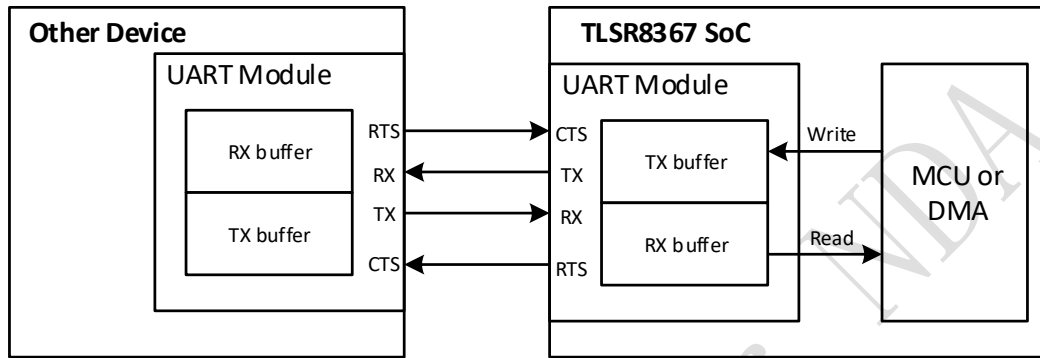 Other Device
UART Module
RX buffer
TX buffer
RTS
RX
TX
CTS
TLSR8367 SoC
UART Module
CTS
TX
RX
RTS
TX buffer
RX buffer
Write
Read
MCU or
DMA
NDA